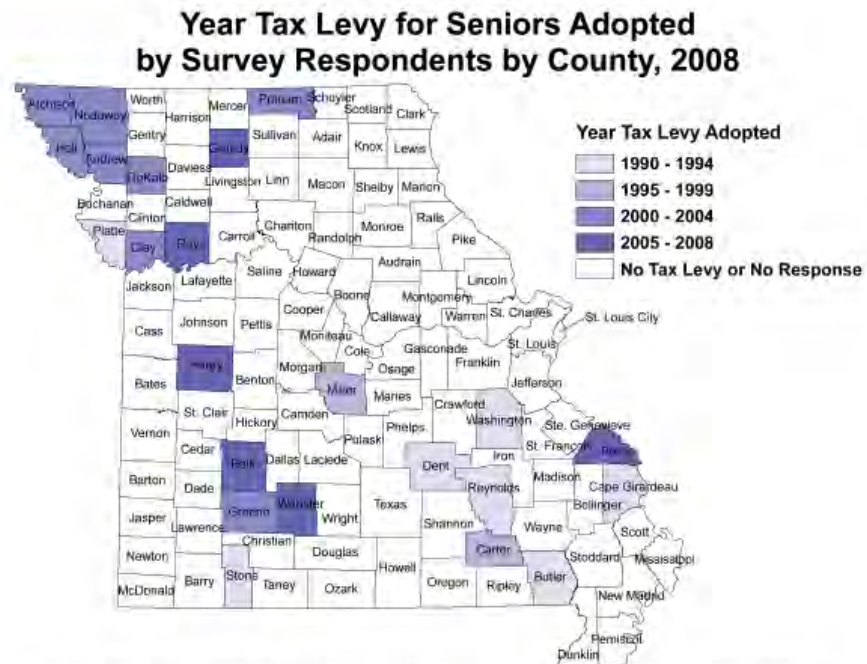 Year Tax Levy for Seniors Adopted
by Survey Respondents by County, 2008
Year Tax Levy Adopted
1990 - 1994
1995 - 1999
2000 - 2004
2005 - 2008
No Tax Levy or No Response
Atchison
Nodaway
Worth
Harrison
Mercer
Putnam
Schuyler
Scotland
Clark
Gentry
Holt
Andrew
DeKalb
Daviess
Grundy
Sullivan
Adair
Knox
Lewis
Livingston
Linn
Macon
Shelby
Marion
Buchanan
Clinton
Caldwell
Platte
Clay
Ray
Carroll
Chariton
Randolph
Monroe
Ralls
Pike
Audrain
Jackson
Lafayette
Saline
Howard
Boone
Callaway
Montgomery
Lincoln
Warren
St. Charles
St. Louis City
St. Louis
Cass
Johnson
Pettis
Cooper
Moniteau
Cole
Osage
Gasconade
Franklin
Jefferson
Bates
Henry
Benton
Morgan
Miller
Maries
Crawford
Washington
St. Clair
Hickory
Camden
Pulask
Phelps
Ste. Genevieve
St. Francois
Iron
Vernon
Cedar
Polk
Dallas
Laclede
Dent
Reynolds
Madison
Perry
Cape Girardeau
Bollinger
Barton
Dade
Greene
Webster
Wright
Texas
Shannon
Wayne
Jasper
Lawrence
Christian
Douglas
Howell
Carter
Scott
Stoddard
Mississippi
Newton
Barry
Stone
Taney
Ozark
Oregon
Ripley
Butler
New Madrid
McDonald
Pemiscot
Dunklin